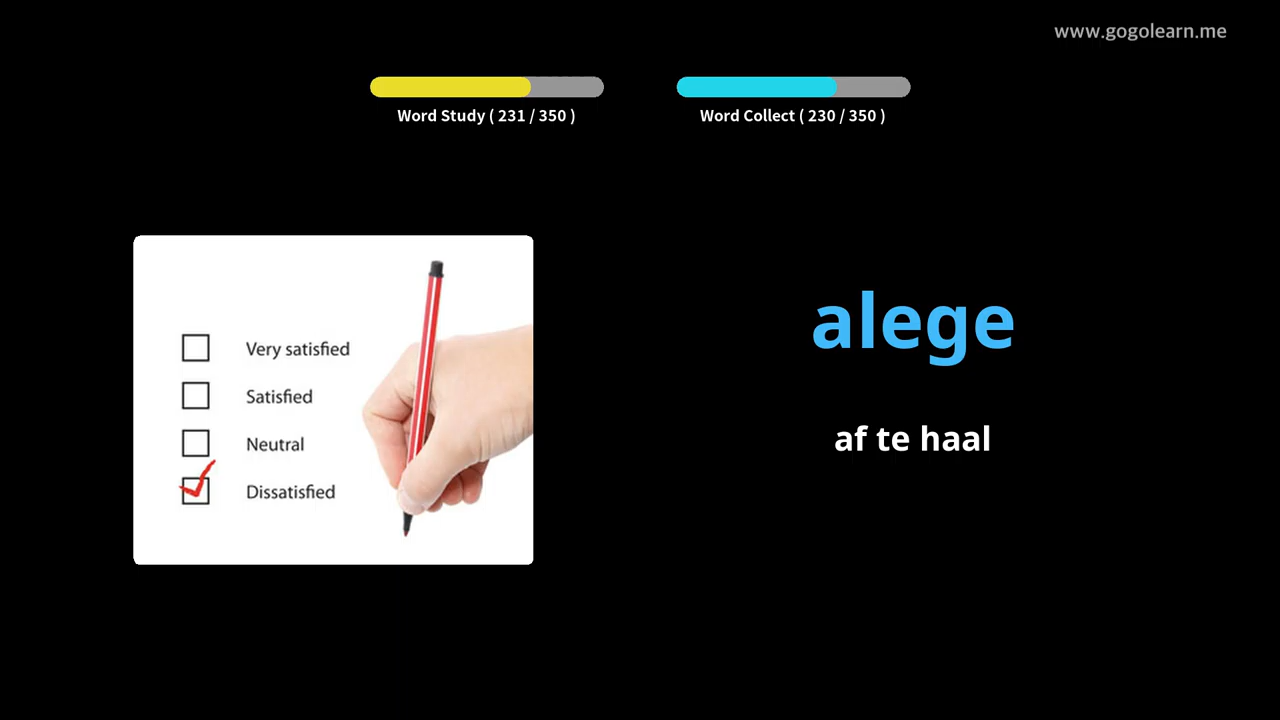 www.gogolearn.me
Word Study ( 231 / 350 )
Word Collect ( 230 / 350 )
Very satisfied
Satisfied
Neutral
Dissatisfied
alege
af te haal